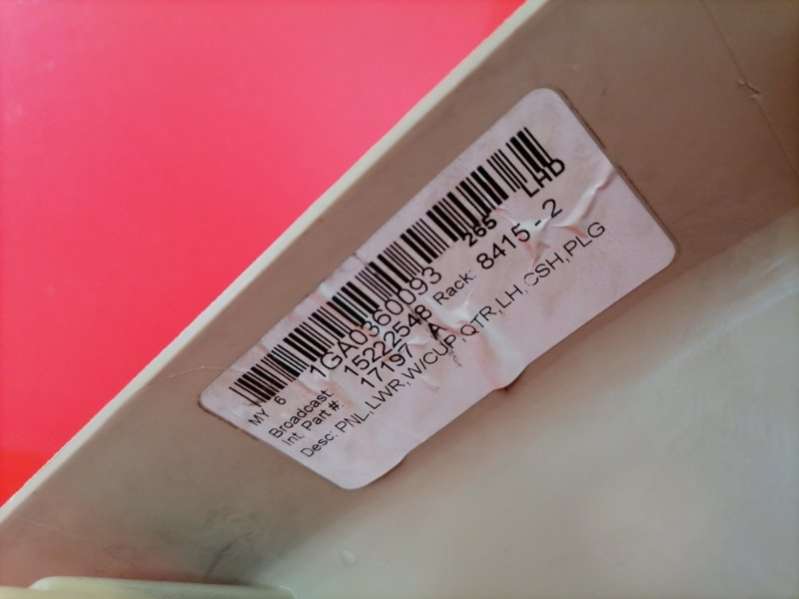 MY 6 1GA0360093 265 LHD
Broadcast: 15222548 Rack: 8415 - 2
Int. Part #: 17197 A
Desc: PNL,LWR,W/CUP,QTR,LH,CSH,PLG